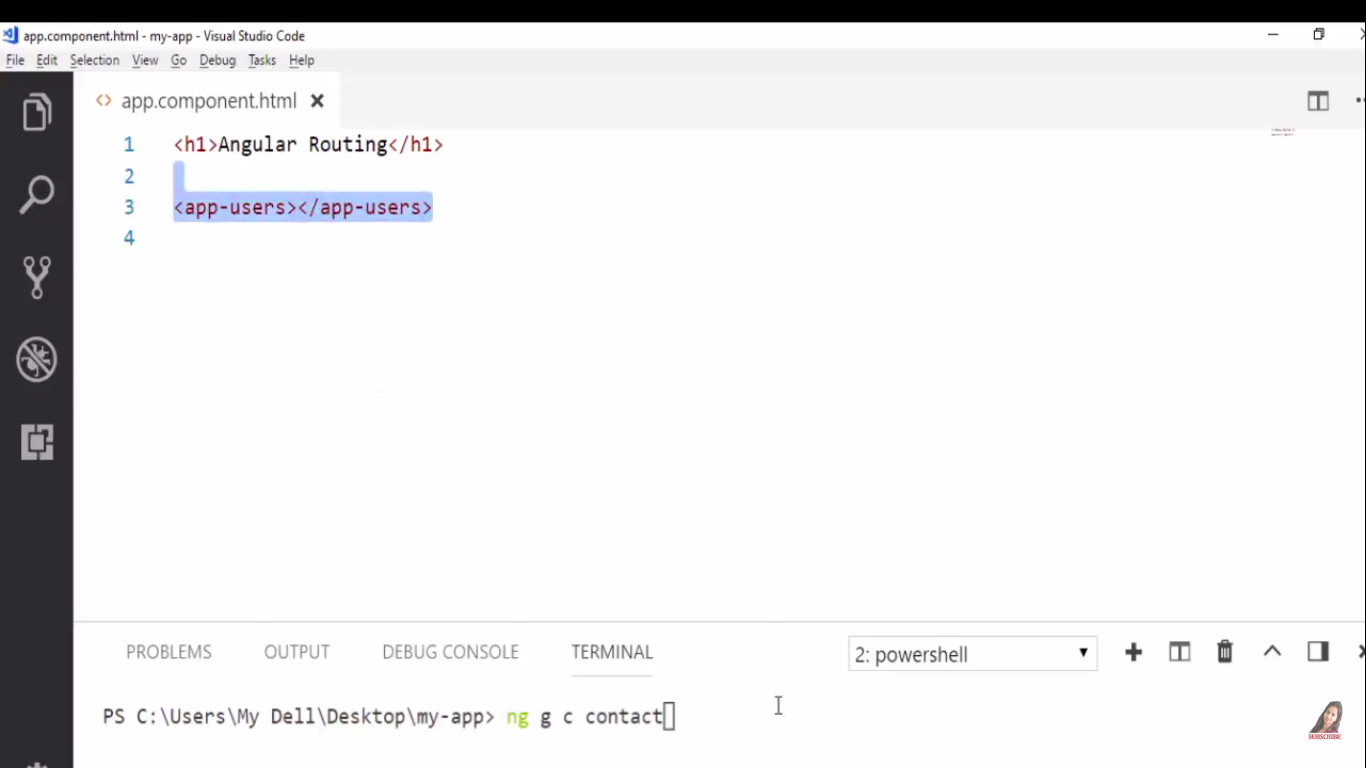 app.component.html - my-app - Visual Studio Code
File Edit Selection View Go Debug Tasks Help
<> app.component.html
1 <h1>Angular Routing</h1>
2
3 <app-users></app-users>
4
PROBLEMS OUTPUT DEBUG CONSOLE TERMINAL 2: powershell
PS C:\Users\My Dell\Desktop\my-app> ng g c contact
SUBSCRIBE